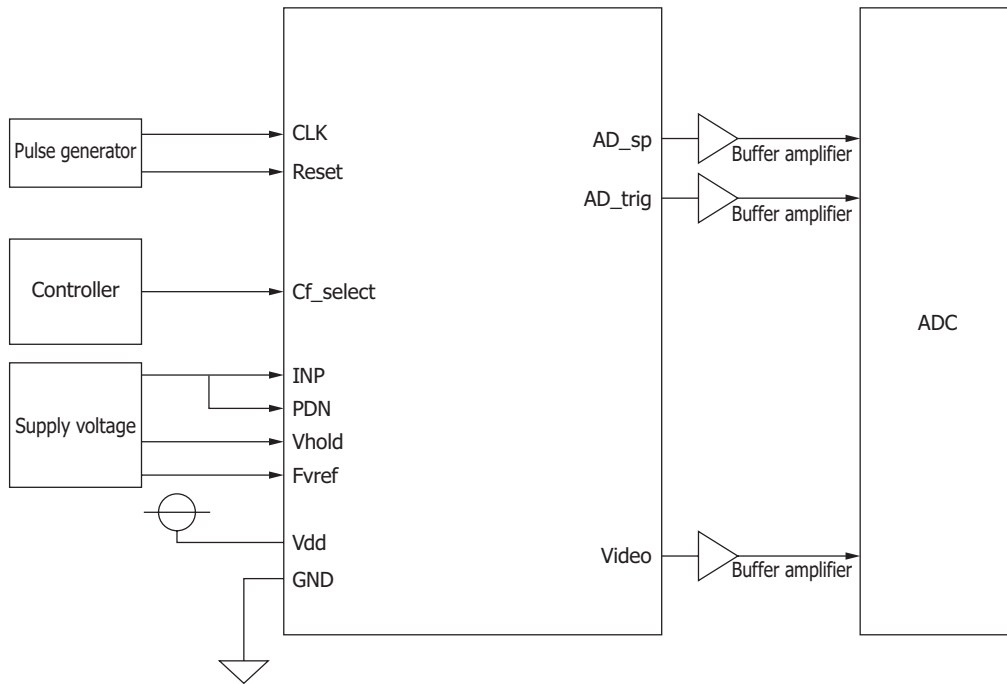 Pulse generator
CLK
Reset
Controller
Cf_select
Supply voltage
INP
PDN
Vhold
Fvref
Vdd
GND
AD_sp
Buffer amplifier
AD_trig
Buffer amplifier
Video
Buffer amplifier
ADC